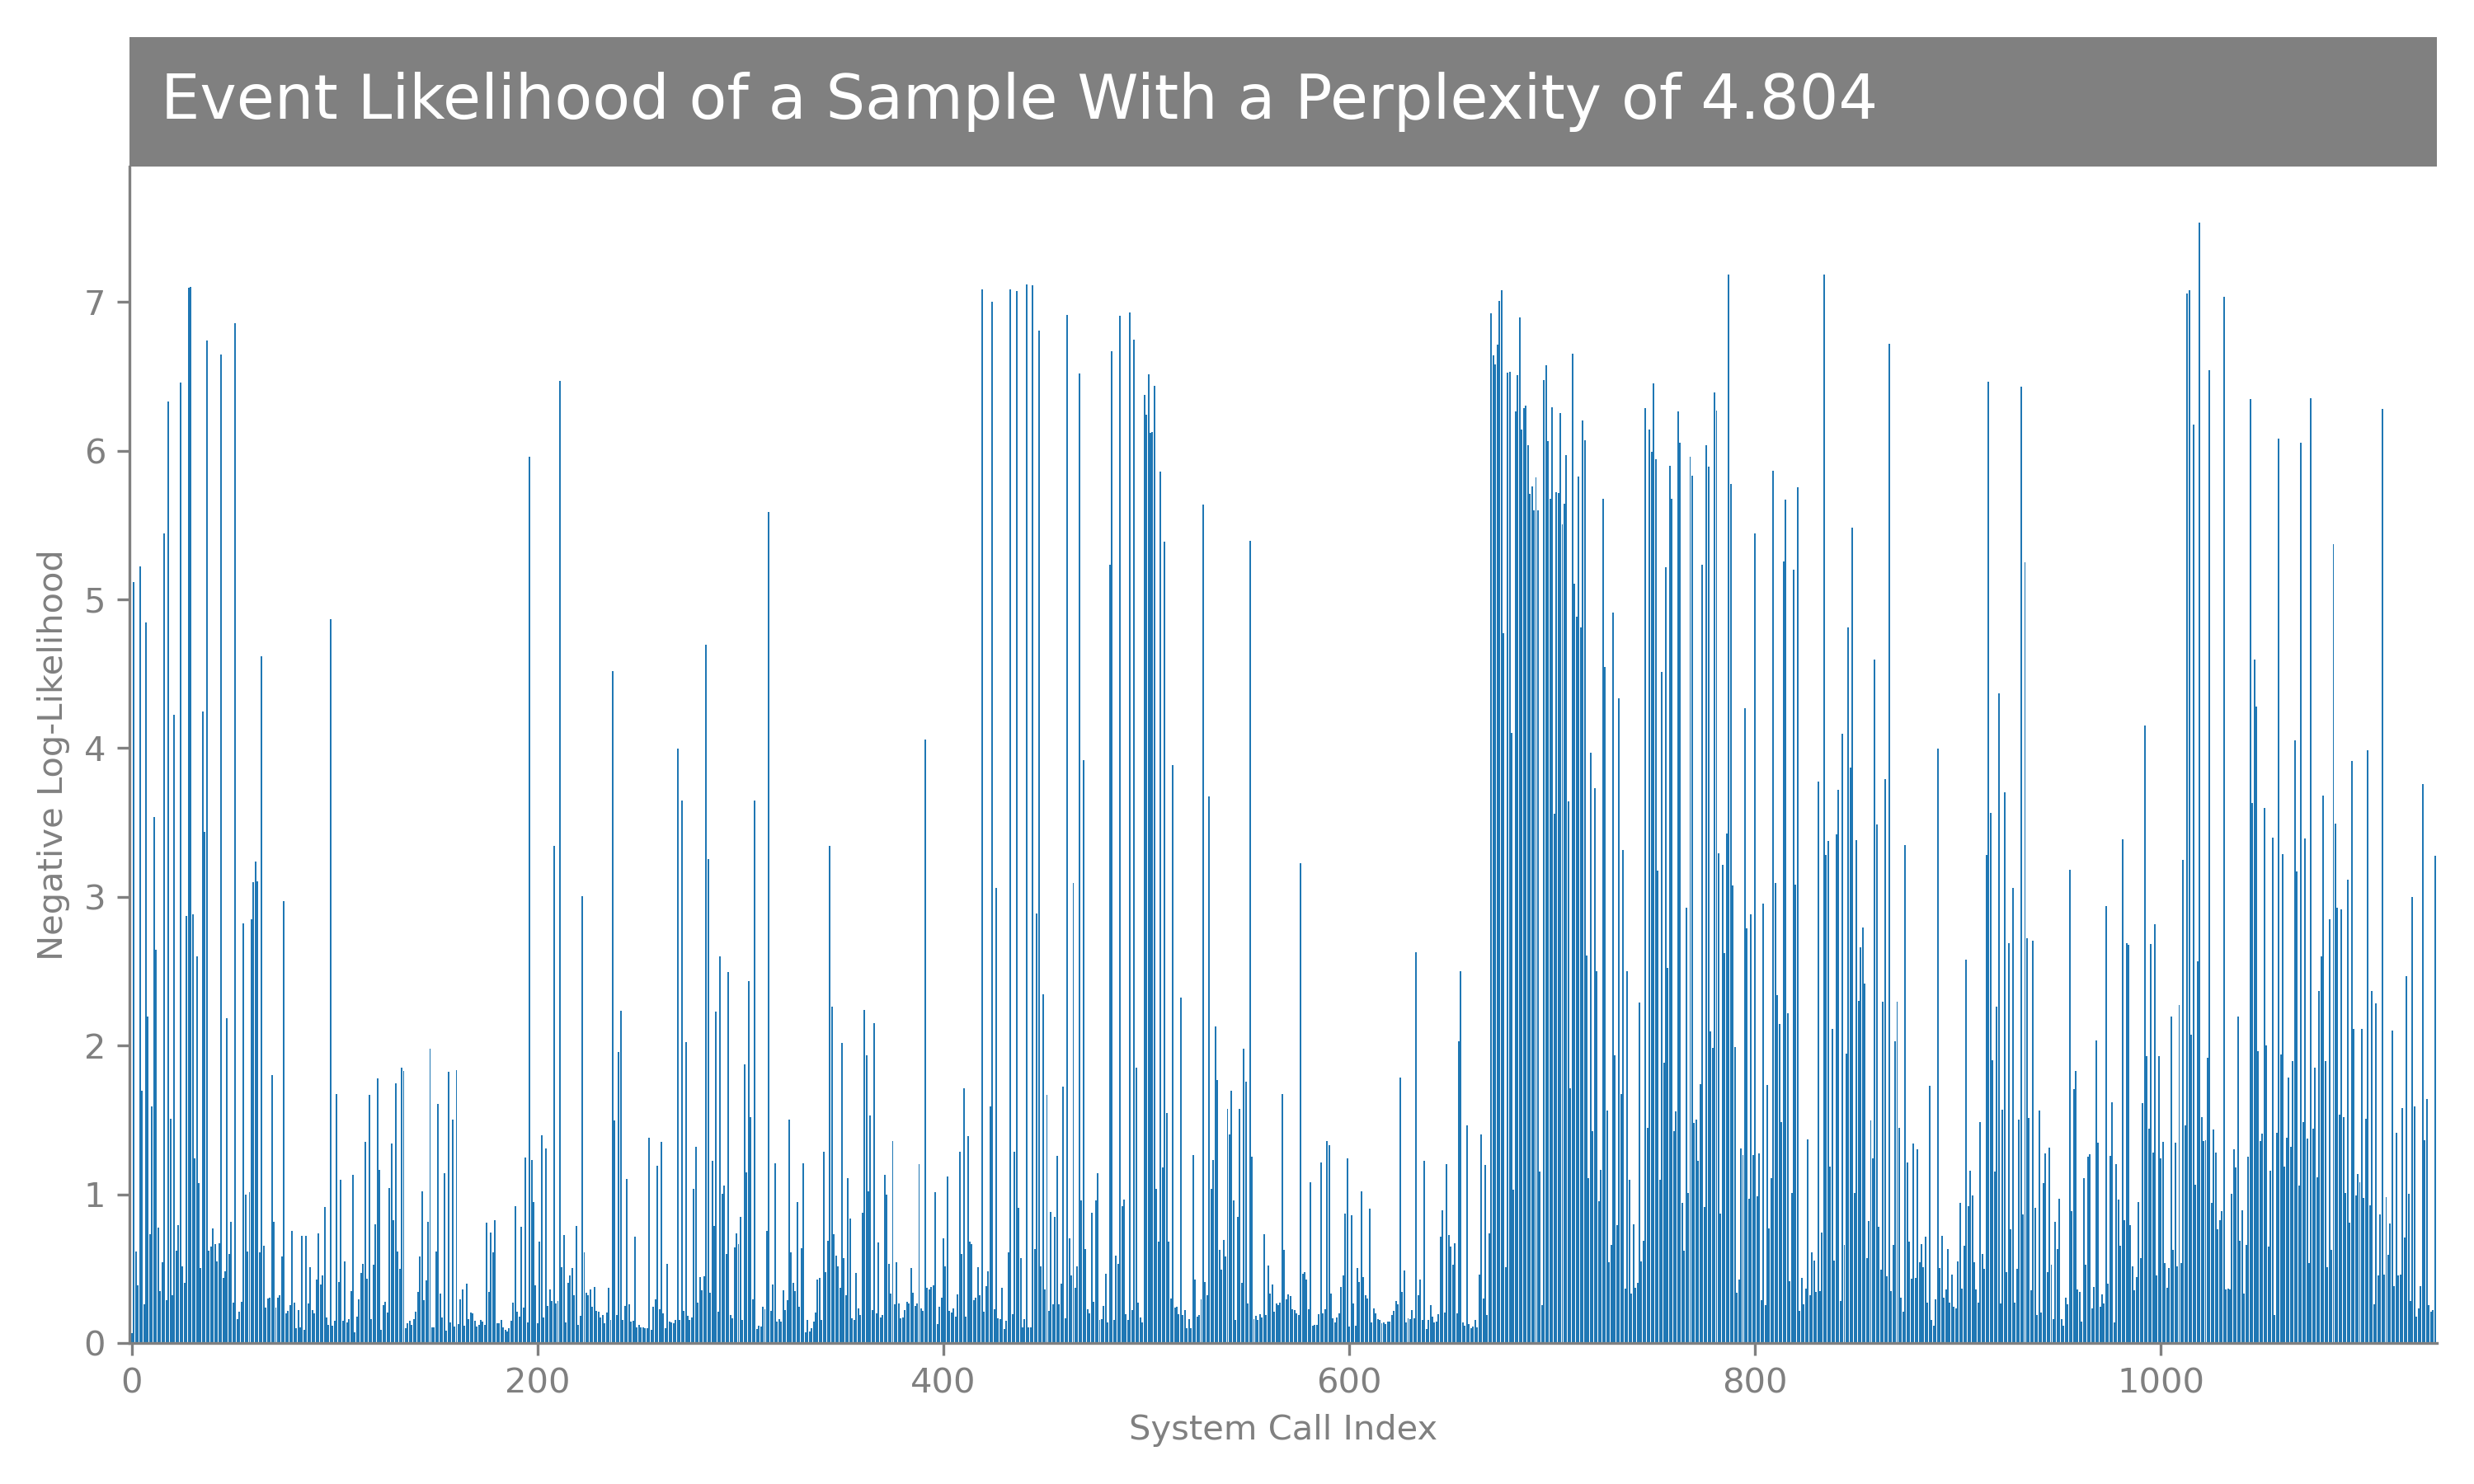 Event Likelihood of a Sample With a Perplexity of 4.804
Negative Log-Likelihood
7
6
5
4
3
2
1
0
0 200 400 600 800 1000
System Call Index